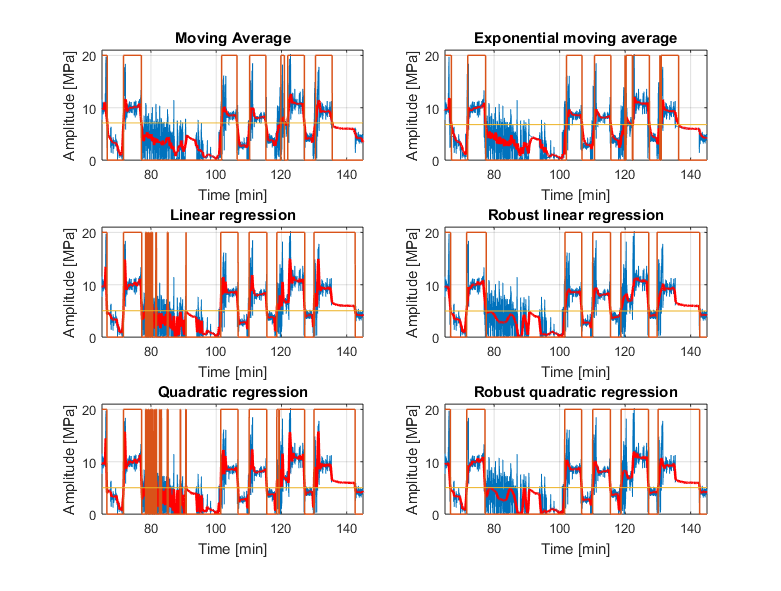 Moving Average
Exponential moving average
Amplitude [MPa]
20
10
0
80
100
120
140
Time [min]
Amplitude [MPa]
20
10
0
80
100
120
140
Time [min]
Linear regression
Robust linear regression
Amplitude [MPa]
20
10
0
80
100
120
140
Time [min]
Amplitude [MPa]
20
10
0
80
100
120
140
Time [min]
Quadratic regression
Robust quadratic regression
Amplitude [MPa]
20
10
0
80
100
120
140
Time [min]
Amplitude [MPa]
20
10
0
80
100
120
140
Time [min]